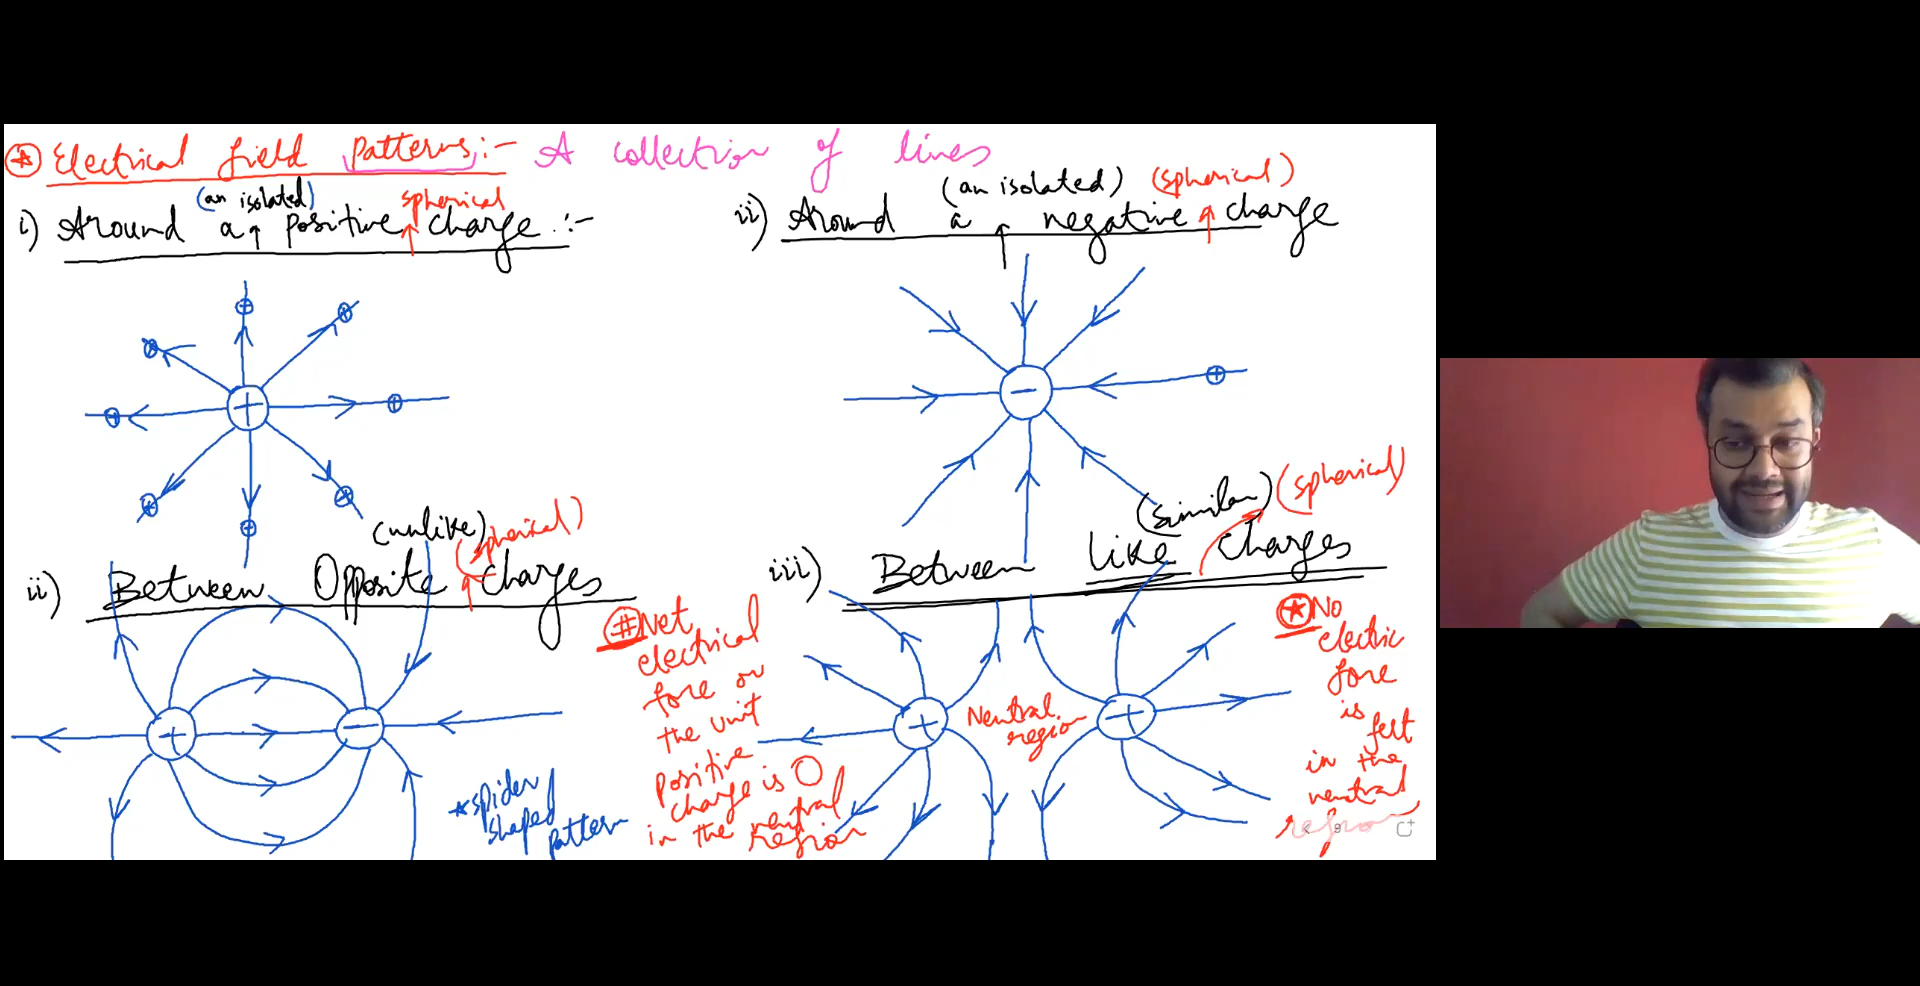 Electrical field patterns:- A collection of lines
(an isolated) spherical
i) Around a positive charge :-
(an isolated) (spherical)
ii) Around a negative charge
+
-
(unlike) (spherical)
ii) Between Opposite charges
(similar) (spherical)
iii) Between Like Charges
+
-
*spider
shaped
pattern
# Net
electrical
force on
the unit
positive
charge is 0
in the neutral
region
+
Neutral
regio
+
No
electric
force
is felt
in the
neutral
region